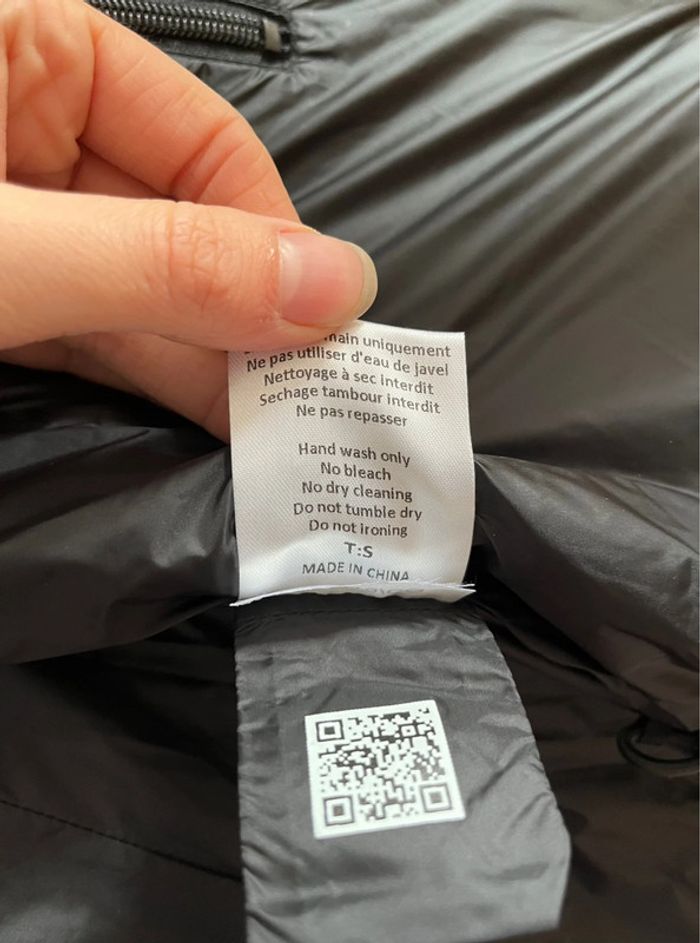 main uniquement
Ne pas utiliser d'eau de javel
Nettoyage à sec interdit
Sechage tambour interdit
Ne pas repasser
Hand wash only
No bleach
No dry cleaning
Do not tumble dry
Do not ironing
T:S
MADE IN CHINA